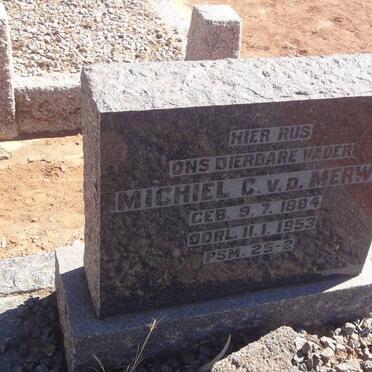 HIER RUS
ONS DIERBARE VADER
MICHIEL C. V.D. MERW
GEB. 9.7.1884
OORL. 11.1.1953
PSM. 25-2